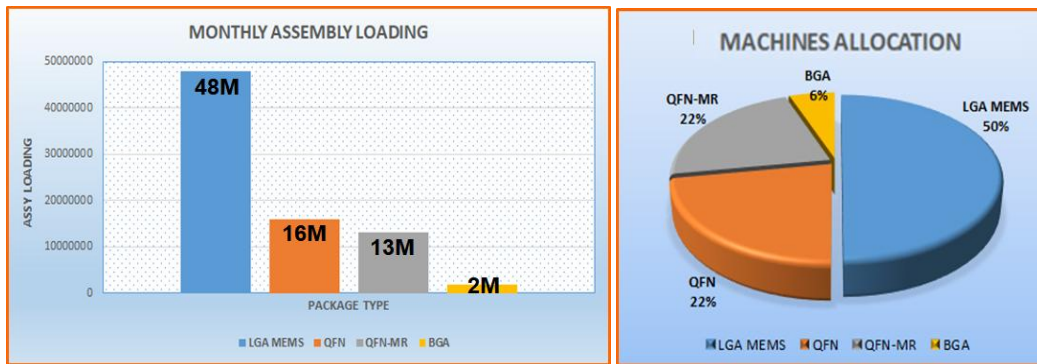 MONTHLY ASSEMBLY LOADING
ASSY LOADING
50000000
40000000
30000000
20000000
10000000
0
48M
16M
13M
2M
PACKAGE TYPE
LGA MEMS QFN QFN-MR BGA
MACHINES ALLOCATION
BGA
6%
QFN-MR
22%
LGA MEMS
50%
QFN
22%
LGA MEMS QFN QFN-MR BGA